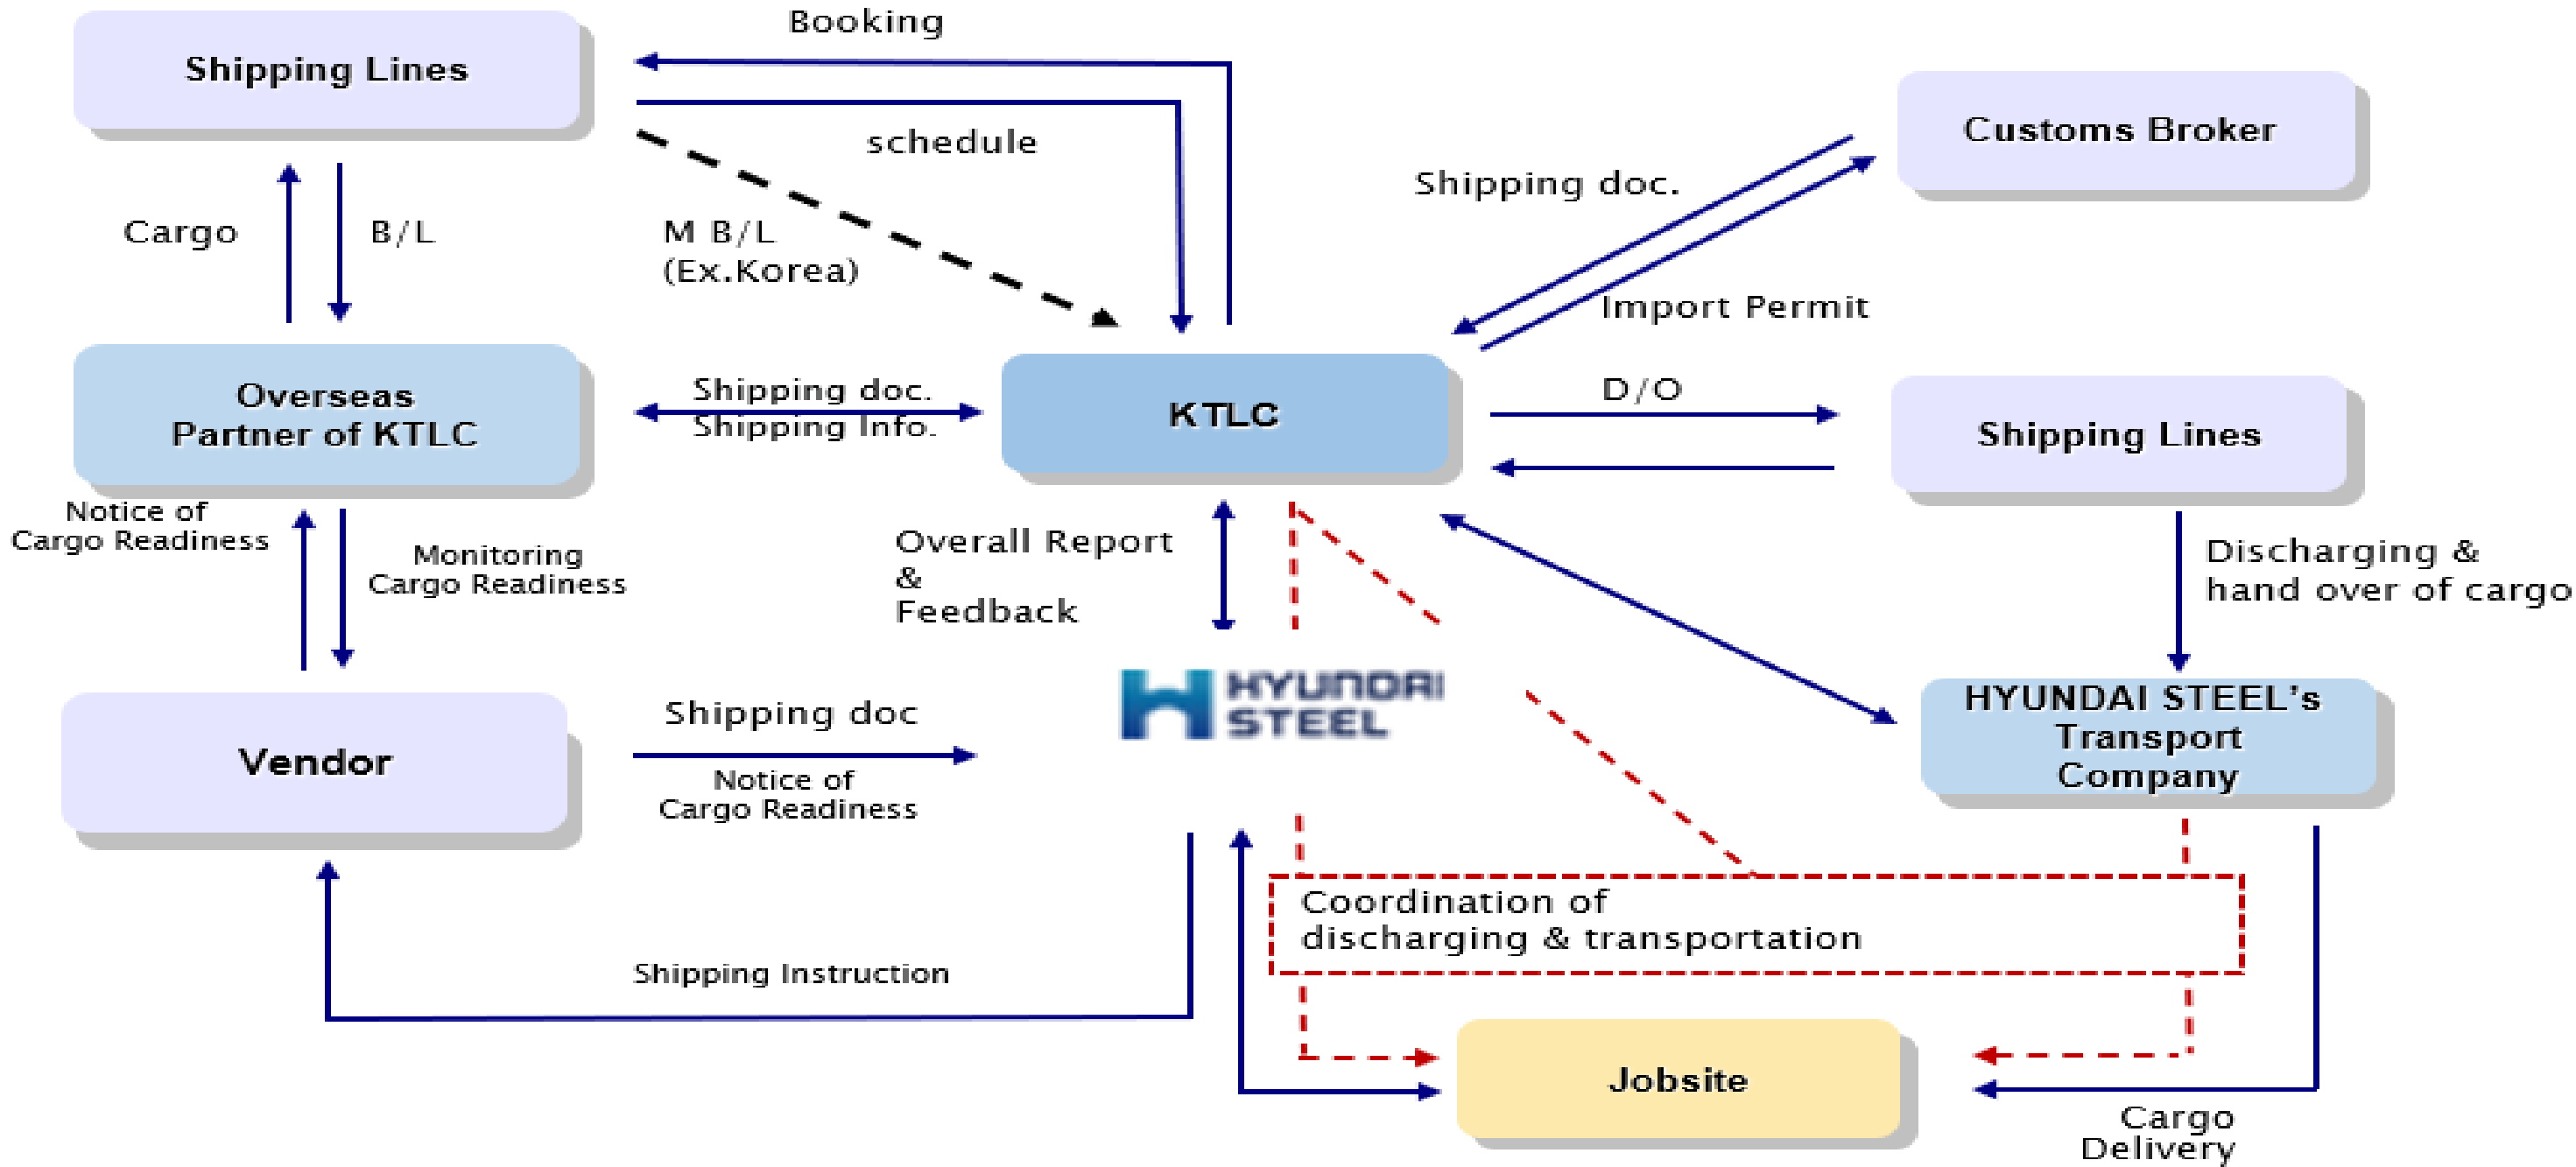 Booking
Shipping Lines
schedule
Customs Broker
Shipping doc.
Cargo
B/L
M B/L
(Ex.Korea)
Import Permit
Overseas
Partner of KTLC
Shipping doc.
Shipping Info.
KTLC
D/O
Shipping Lines
Notice of
Cargo Readiness
Monitoring
Cargo Readiness
Overall Report
&
Feedback
Discharging &
hand over of cargo
Vendor
Shipping doc
Notice of
Cargo Readiness
HYUNDAI
STEEL
HYUNDAI STEEL's
Transport
Company
Coordination of
discharging & transportation
Shipping Instruction
Jobsite
Cargo
Delivery